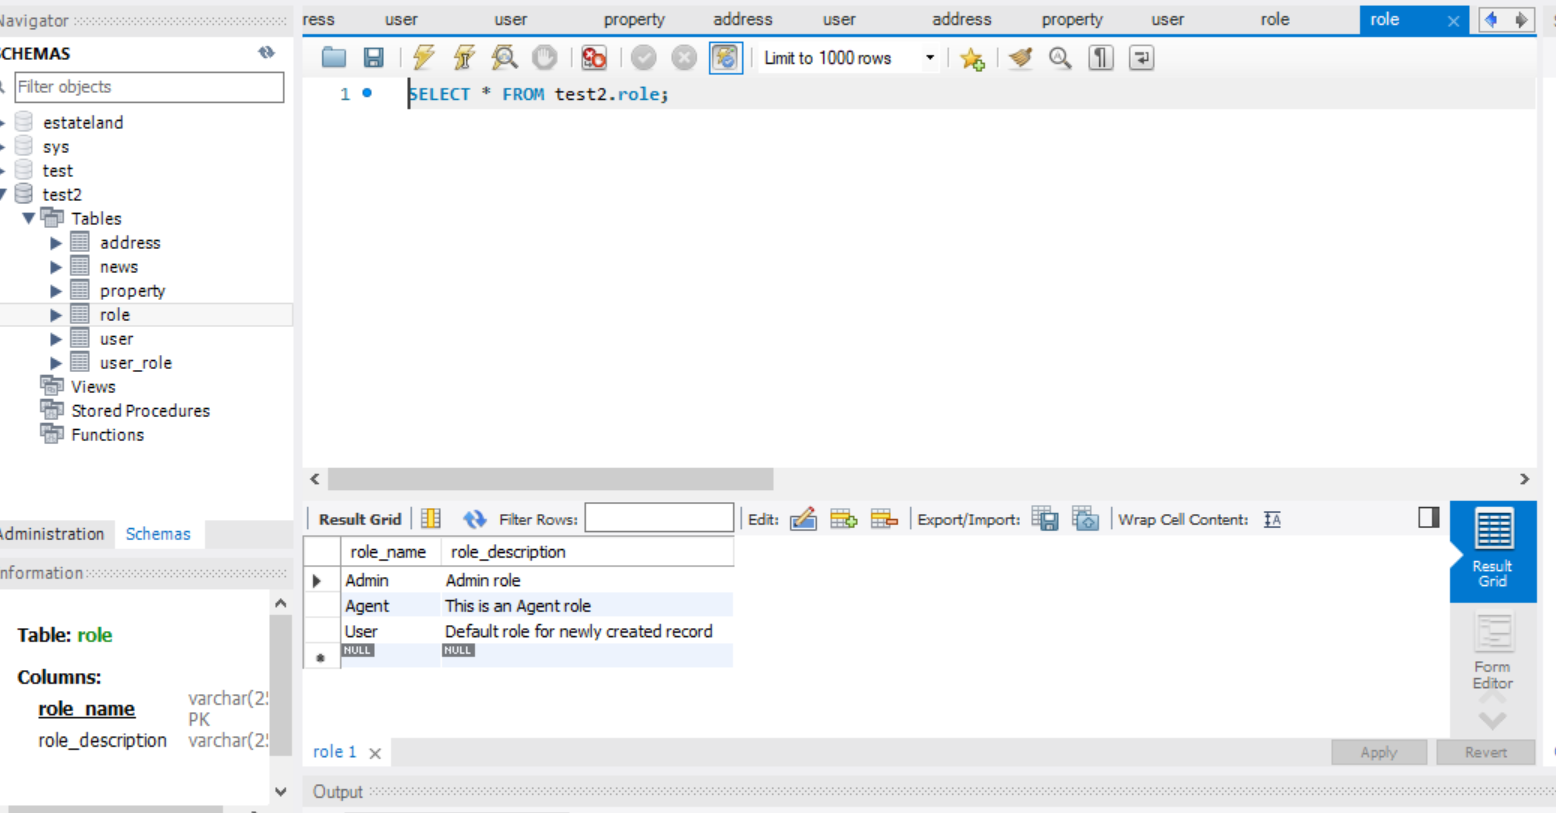 Navigator
SCHEMAS
Filter objects
estateland
sys
test
test2
Tables
address
news
property
role
user
user_role
Views
Stored Procedures
Functions
Administration Schemas
Information
Table: role
Columns:
role_name varchar(25
PK
role_description varchar(25
ress user user property address user address property user role role
Limit to 1000 rows
1 SELECT * FROM test2.role;
Result Grid Filter Rows: Edit: Export/Import: Wrap Cell Content:
role_name role_description
Admin Admin role
Agent This is an Agent role
User Default role for newly created record
NULL NULL
Result
Grid
Form
Editor
role 1
Apply Revert
Output